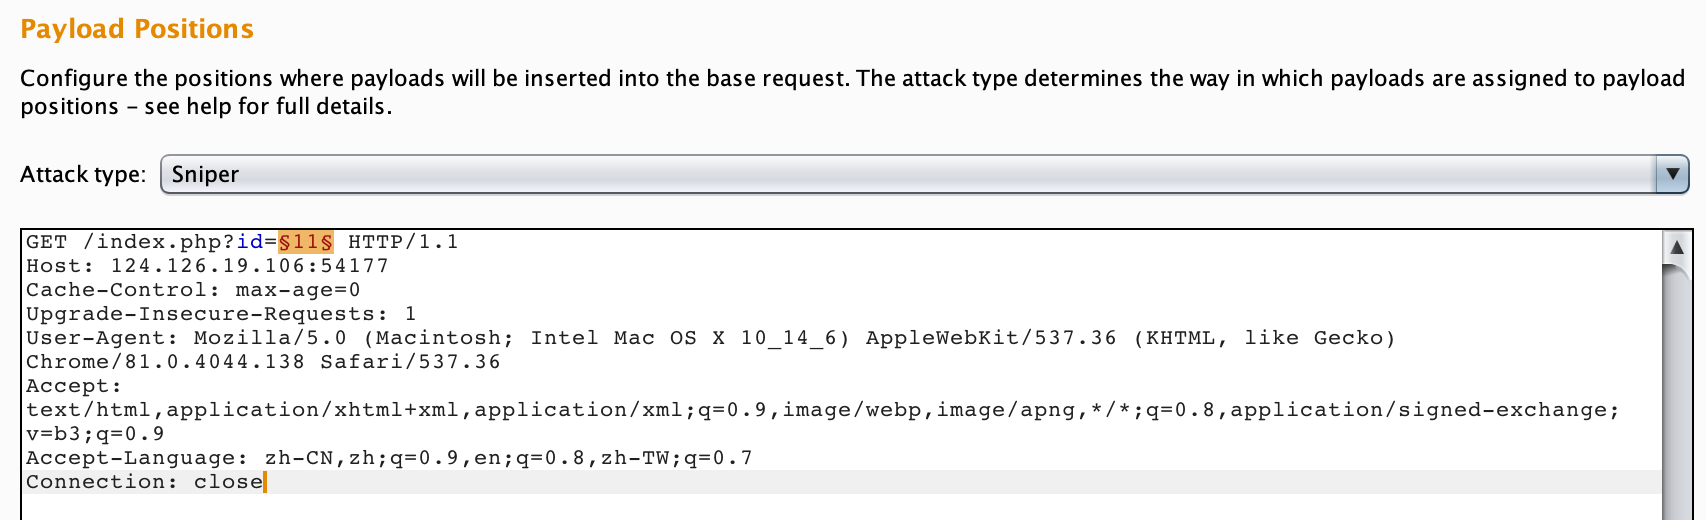 Payload Positions
Configure the positions where payloads will be inserted into the base request. The attack type determines the way in which payloads are assigned to payload
positions – see help for full details.
Attack type: Sniper
GET /index.php?id=§11§ HTTP/1.1
Host: 124.126.19.106:54177
Cache-Control: max-age=0
Upgrade-Insecure-Requests: 1
User-Agent: Mozilla/5.0 (Macintosh; Intel Mac OS X 10_14_6) AppleWebKit/537.36 (KHTML, like Gecko)
Chrome/81.0.4044.138 Safari/537.36
Accept:
text/html,application/xhtml+xml,application/xml;q=0.9,image/webp,image/apng,*/*;q=0.8,application/signed-exchange;
v=b3;q=0.9
Accept-Language: zh-CN,zh;q=0.9,en;q=0.8,zh-TW;q=0.7
Connection: close